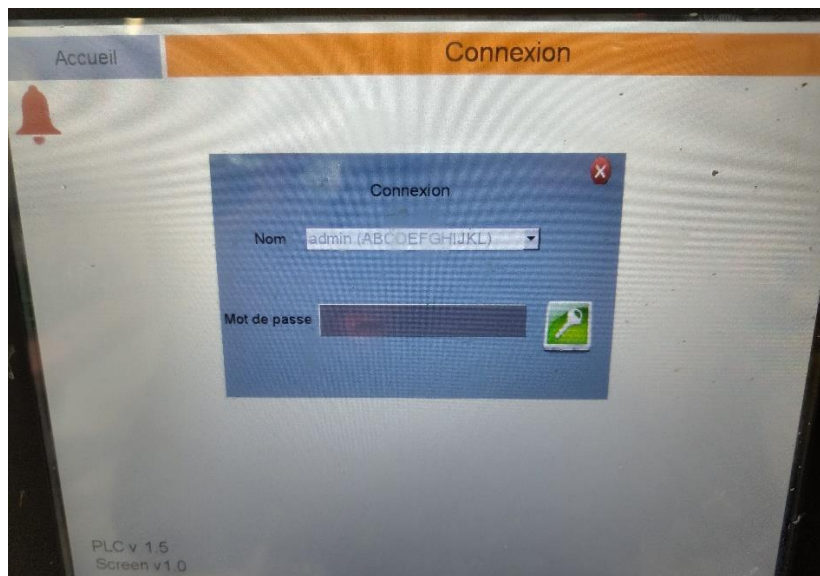 Accueil
Connexion
Connexion
Nom
admin (ABCDEFGHIJKL)
Mot de passe
PLC v 1.5
Screen v1.0